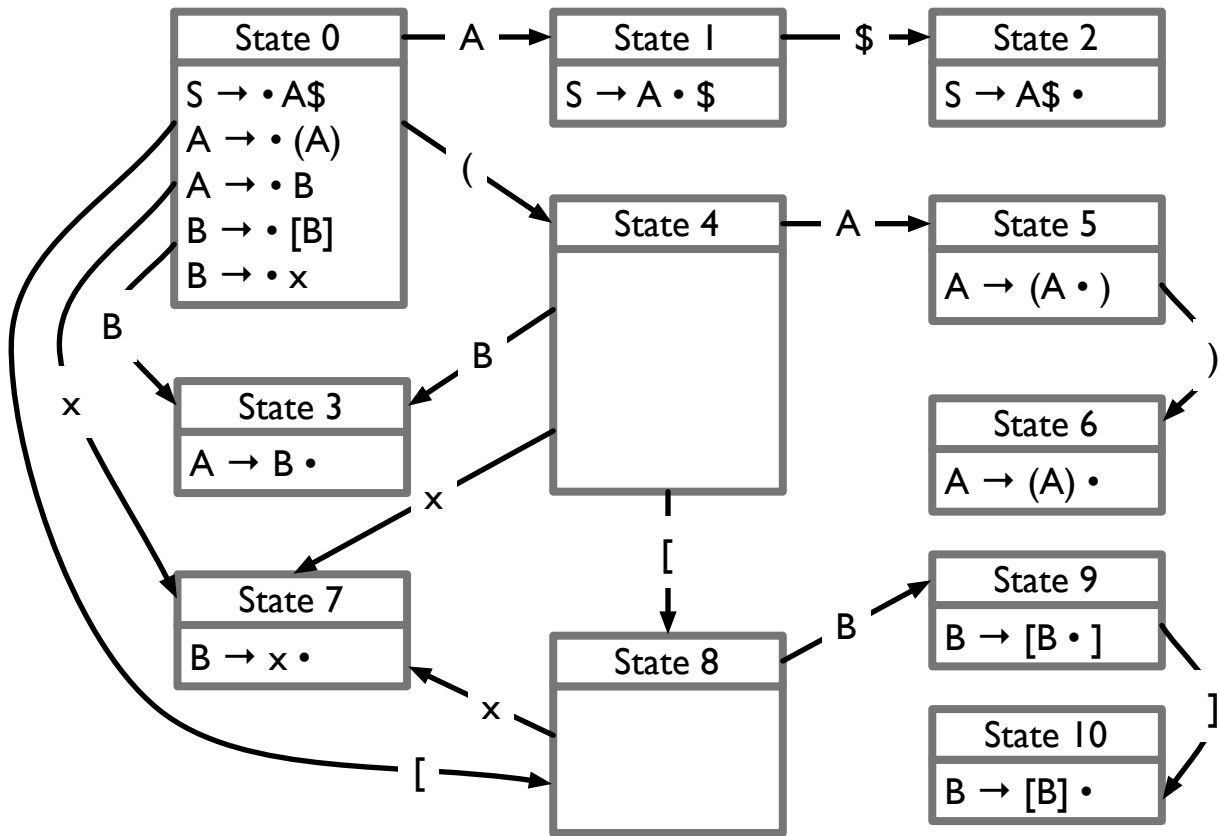 State 0
S → • A$
A → • (A)
A → • B
B → • [B]
B → • x
A
State 1
S → A • $
$
State 2
S → A$ •
(
State 4
A
State 5
A → (A • )
)
B
B
x
State 3
A → B •
x
State 6
A → (A) •
[
State 7
B → x •
x
State 8
B
State 9
B → [B • ]
]
[
State 10
B → [B] •